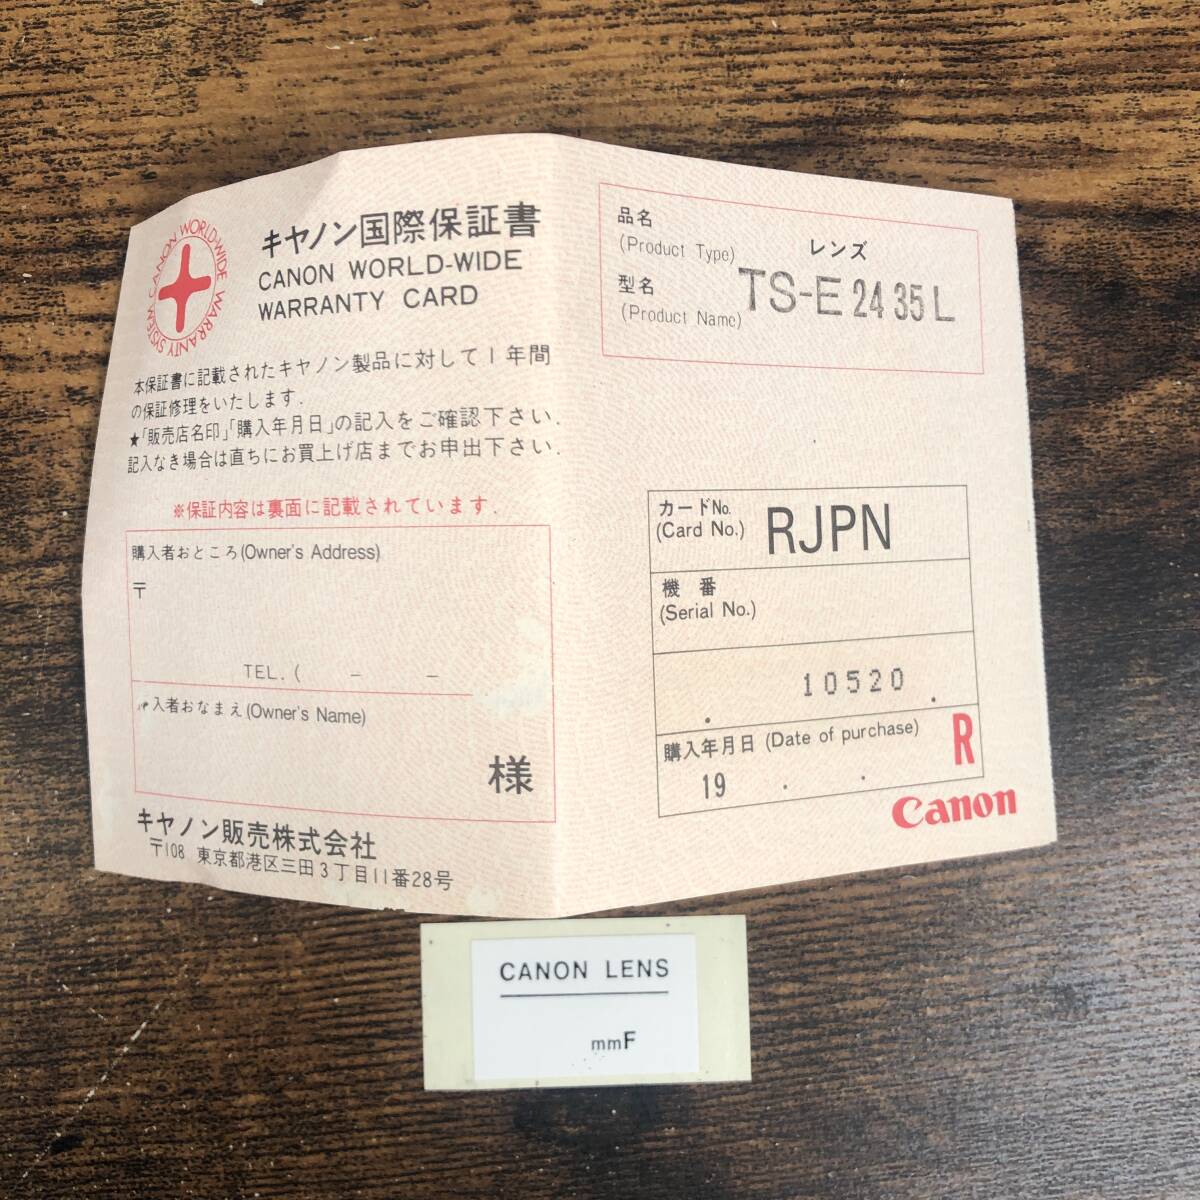 CANON WORLD-WIDE WARRANTY SYSTEM
キヤノン国際保証書
CANON WORLD-WIDE
WARRANTY CARD
本保証書に記載されたキヤノン製品に対して1年間
の保証修理をいたします.
★「販売店名印」「購入年月日」の記入をご確認下さい.
記入なき場合は直ちにお買上げ店までお申出下さい.
※保証内容は裏面に記載されています.
購入者おところ(Owner's Address)
〒
TEL.( － －
入者おなまえ(Owner's Name)
様
キヤノン販売株式会社
〒108 東京都港区三田3丁目11番28号
品名 レンズ
(Product Type)
型名 TS-E 24 35 L
(Product Name)
カードNo. RJPN
(Card No.)
機 番
(Serial No.)
10520
購入年月日 (Date of purchase)
19 . .
R
Canon
CANON LENS
mmF